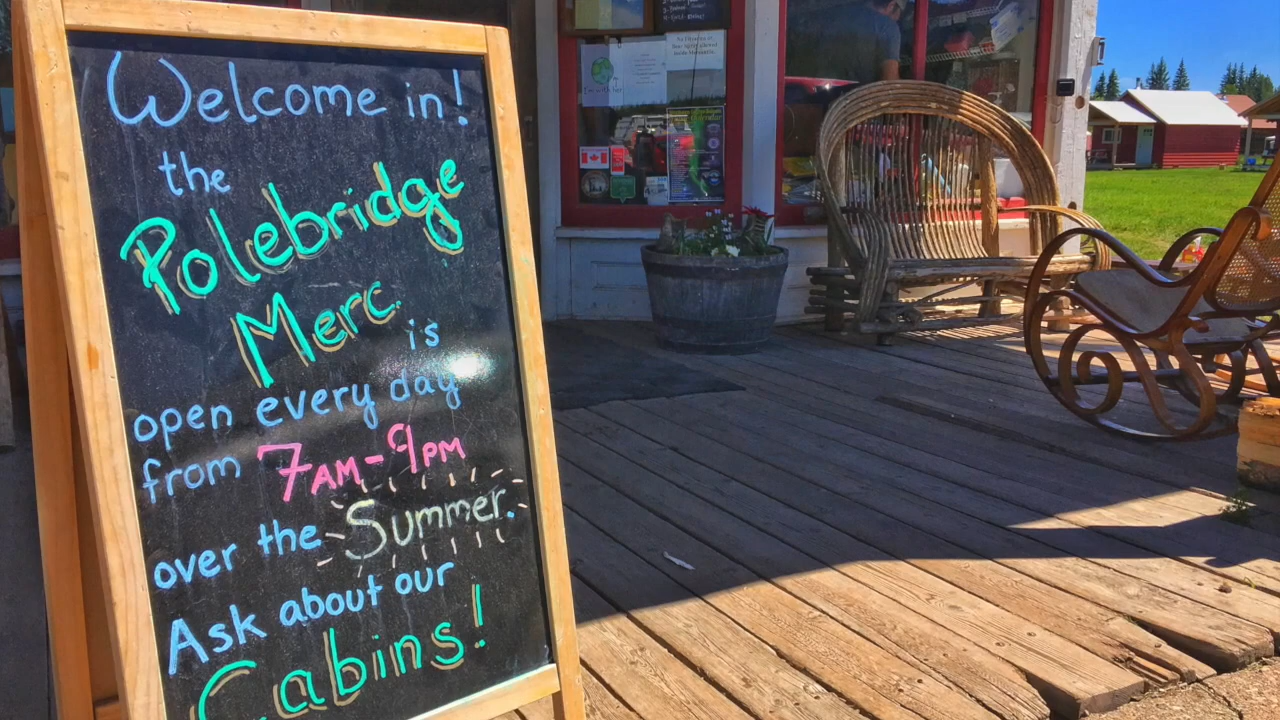 Welcome in!
the
Polebridge
Merc.
is
open every day
from 7AM-9PM
over the Summer.
Ask about our
Cabins!